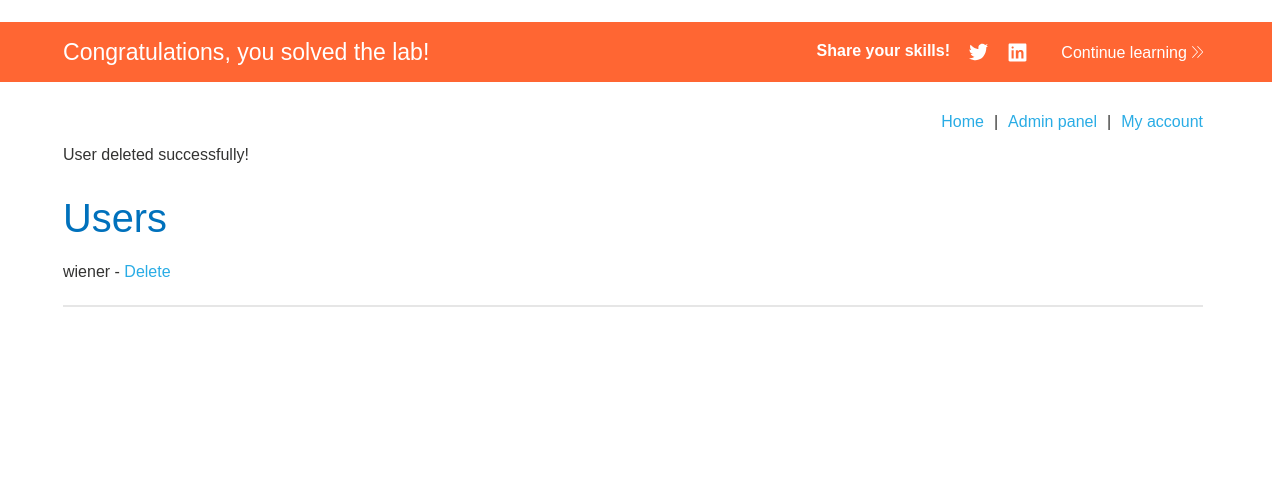 Congratulations, you solved the lab!
Share your skills!
Continue learning
Home | Admin panel | My account
User deleted successfully!
Users
wiener - Delete